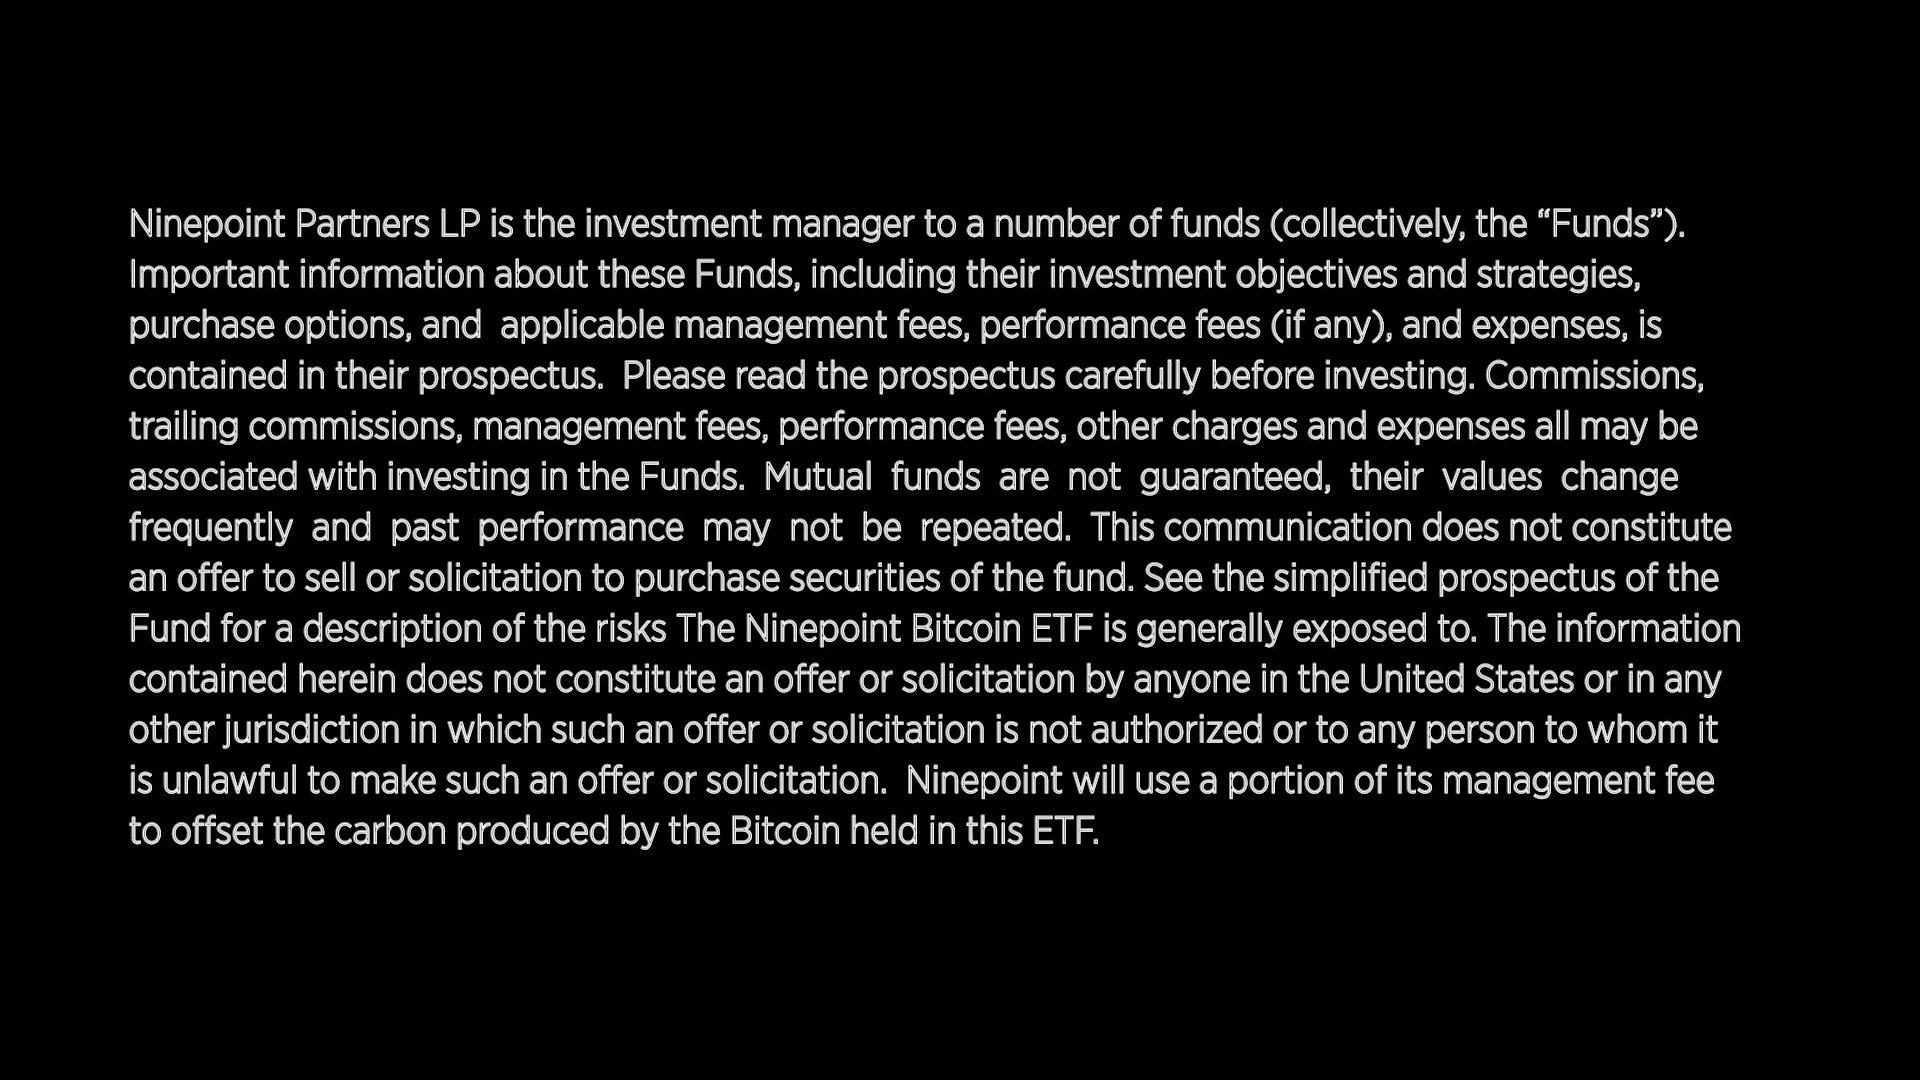 Ninepoint Partners LP is the investment manager to a number of funds (collectively, the “Funds”).
Important information about these Funds, including their investment objectives and strategies,
purchase options, and  applicable management fees, performance fees (if any), and expenses, is
contained in their prospectus.  Please read the prospectus carefully before investing. Commissions,
trailing commissions, management fees, performance fees, other charges and expenses all may be
associated with investing in the Funds.  Mutual  funds  are  not  guaranteed,  their  values  change
frequently  and  past  performance  may  not  be  repeated.  This communication does not constitute
an offer to sell or solicitation to purchase securities of the fund. See the simplified prospectus of the
Fund for a description of the risks The Ninepoint Bitcoin ETF is generally exposed to. The information
contained herein does not constitute an offer or solicitation by anyone in the United States or in any
other jurisdiction in which such an offer or solicitation is not authorized or to any person to whom it
is unlawful to make such an offer or solicitation.  Ninepoint will use a portion of its management fee
to offset the carbon produced by the Bitcoin held in this ETF.